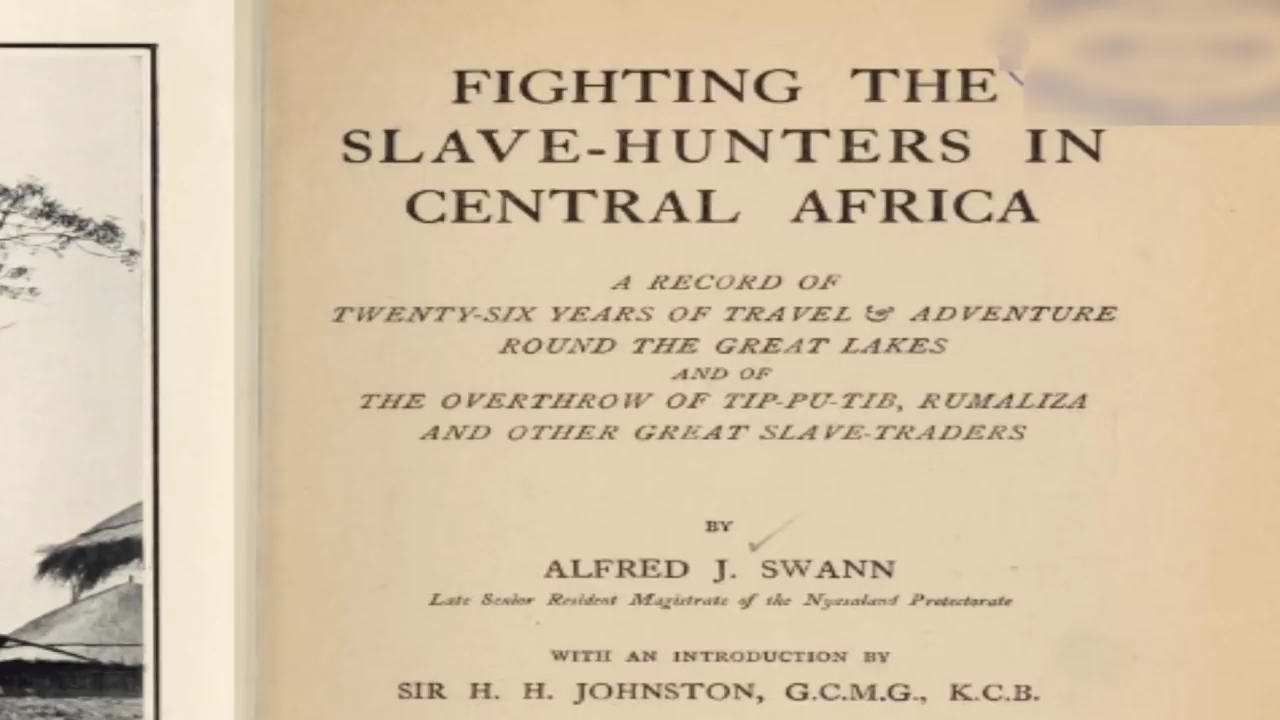 FIGHTING THE
SLAVE-HUNTERS IN
CENTRAL AFRICA
A RECORD OF
TWENTY-SIX YEARS OF TRAVEL & ADVENTURE
ROUND THE GREAT LAKES
AND OF
THE OVERTHROW OF TIP-PU-TIB, RUMALIZA
AND OTHER GREAT SLAVE-TRADERS
BY
ALFRED J. SWANN
Late Senior Resident Magistrate of the Nyasaland Protectorate
WITH AN INTRODUCTION BY
SIR H. H. JOHNSTON, G.C.M.G., K.C.B.